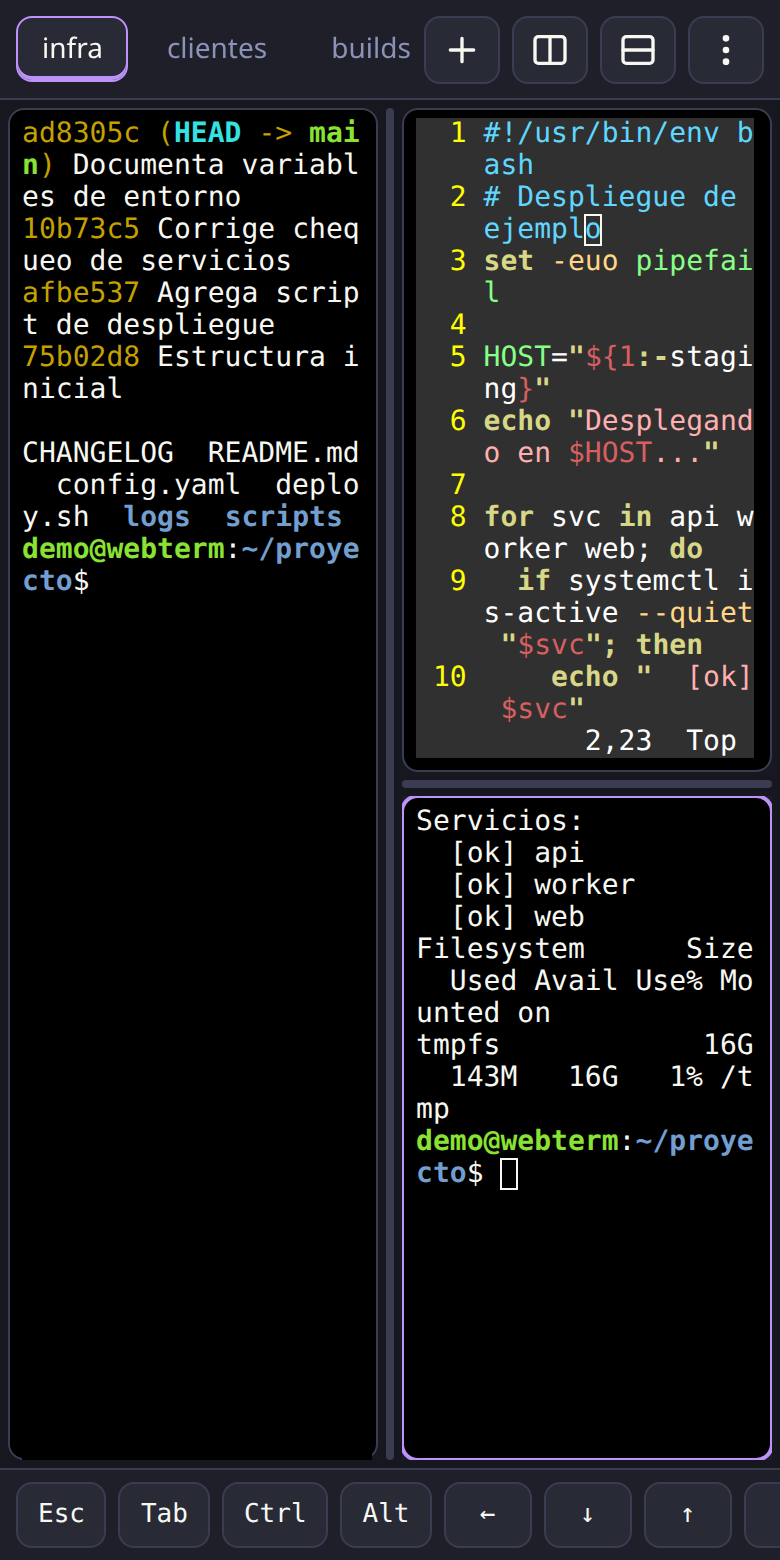 infra clientes builds
ad8305c (HEAD -> mai
n) Documenta variabl
es de entorno
10b73c5 Corrige cheq
ueo de servicios
afbe537 Agrega scrip
t de despliegue
75b02d8 Estructura i
nicial
CHANGELOG  README.md
  config.yaml  deplo
y.sh  logs  scripts
demo@webterm:~/proye
cto$
1 #!/usr/bin/env b
ash
2 # Despliegue de
ejemplo
3 set -euo pipefai
l
4
5 HOST="${1:-stagi
ng}"
6 echo "Desplegand
o en $HOST..."
7
8 for svc in api w
orker web; do
9   if systemctl i
s-active --quiet
 "$svc"; then
10     echo "  [ok]
 $svc"
2,23  Top
Servicios:
  [ok] api
  [ok] worker
  [ok] web
Filesystem      Size
  Used Avail Use% Mo
unted on
tmpfs            16G
  143M   16G   1% /t
mp
demo@webterm:~/proye
cto$
Esc Tab Ctrl Alt ← ↓ ↑